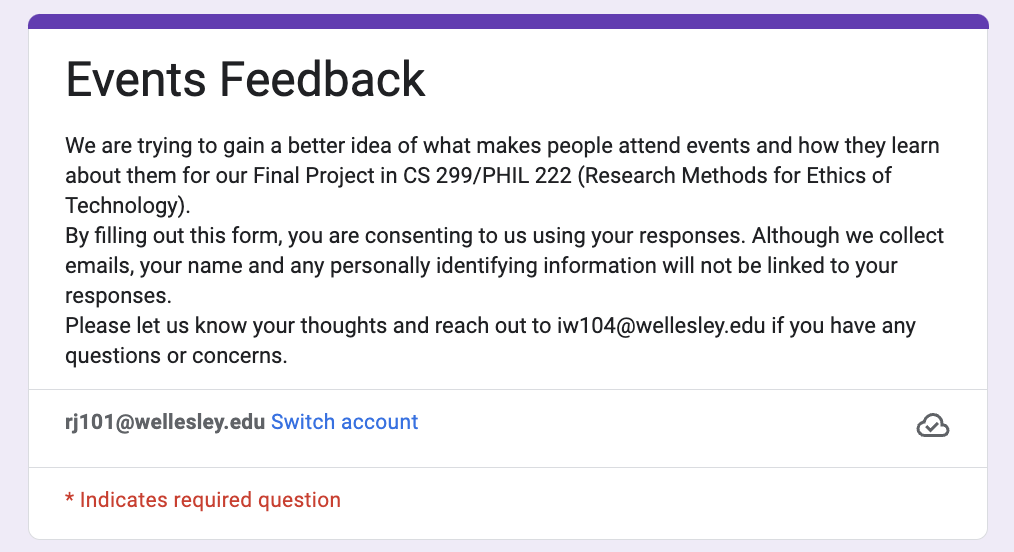 Events Feedback
We are trying to gain a better idea of what makes people attend events and how they learn
about them for our Final Project in CS 299/PHIL 222 (Research Methods for Ethics of
Technology).
By filling out this form, you are consenting to us using your responses. Although we collect
emails, your name and any personally identifying information will not be linked to your
responses.
Please let us know your thoughts and reach out to iw104@wellesley.edu if you have any
questions or concerns.
rj101@wellesley.edu Switch account
* Indicates required question